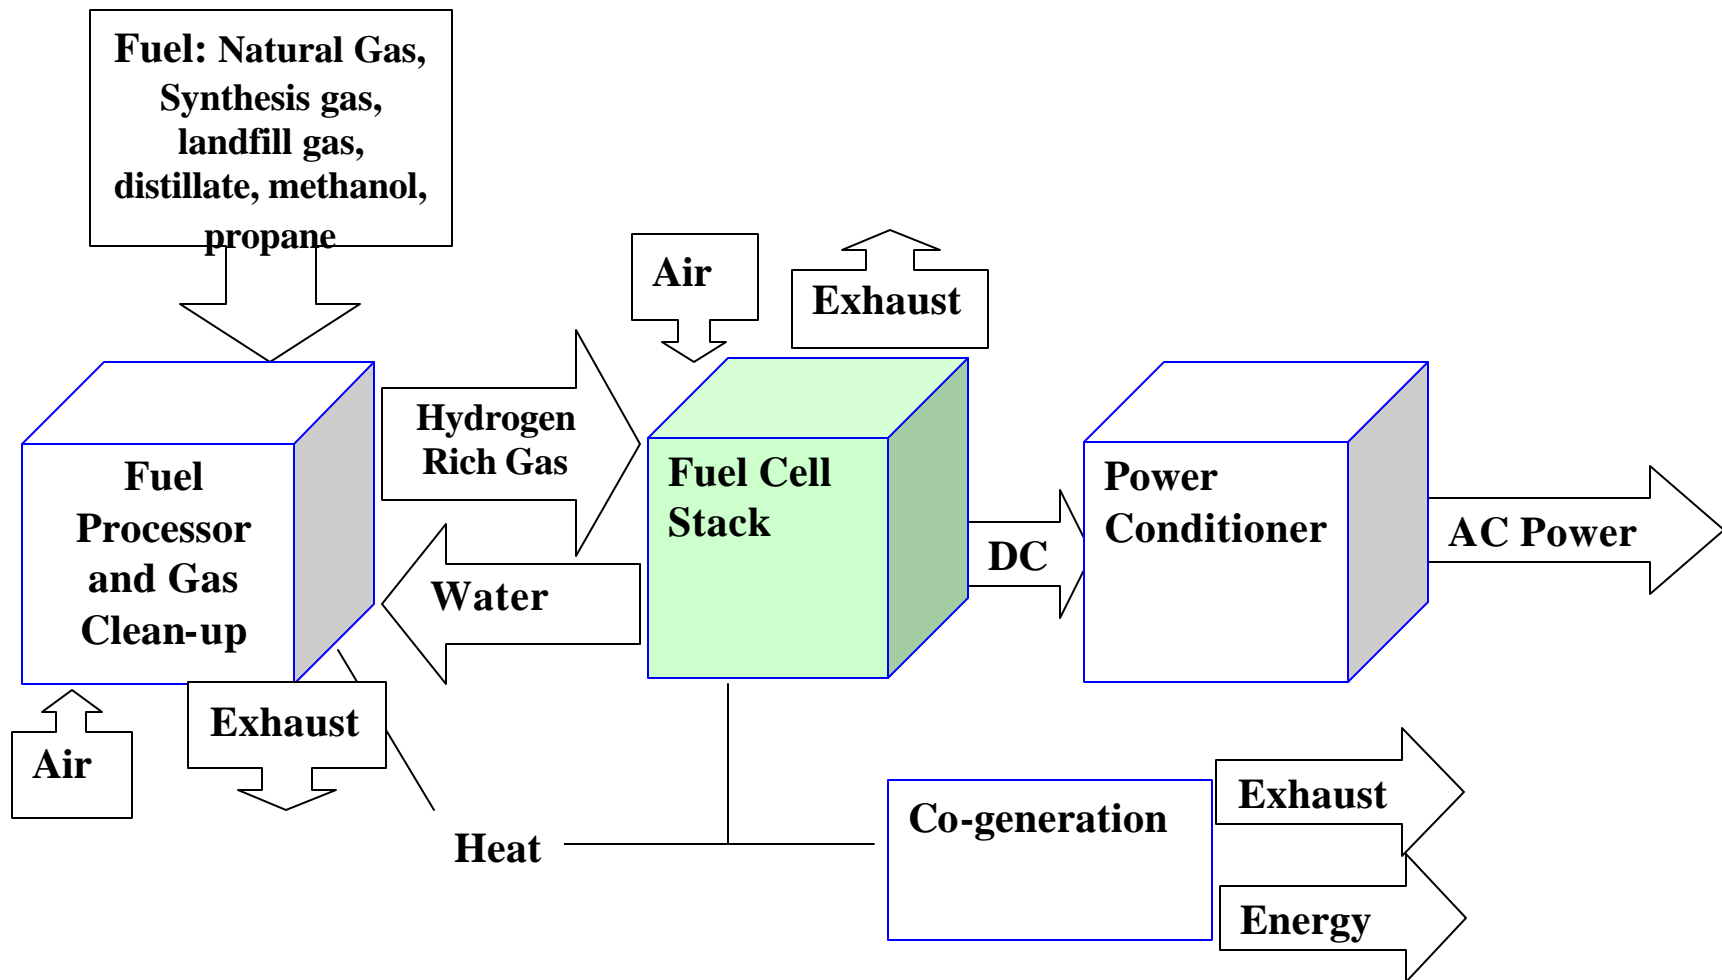 Fuel: Natural Gas,
Synthesis gas,
landfill gas,
distillate, methanol,
propane
Air
Exhaust
Hydrogen
Rich Gas
Fuel
Processor
and Gas
Clean-up
Fuel Cell
Stack
Power
Conditioner
DC
AC Power
Water
Exhaust
Air
Heat
Co-generation
Exhaust
Energy